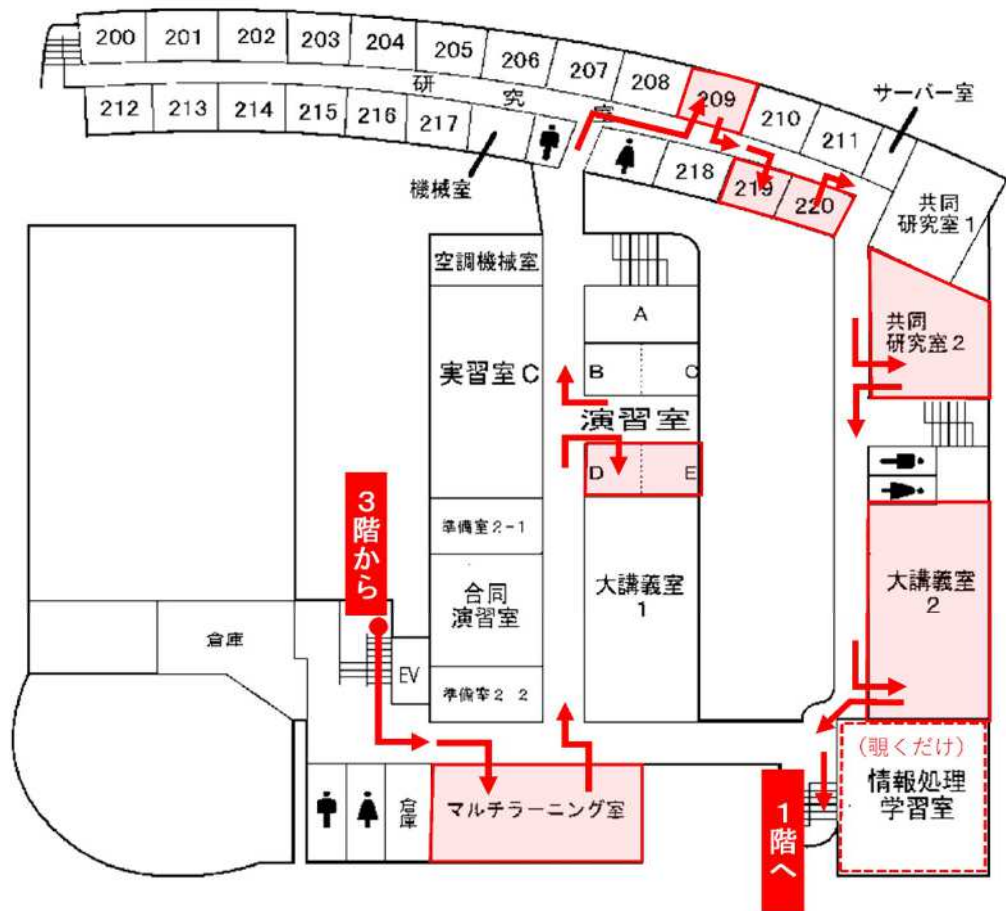 200 201 202 203 204 205 206 207 208 209 210 211
サーバー室
研究室
212 213 214 215 216 217
218 219 220
機械室
共同
研究室1
共同
研究室2
空調機械室
A
B C
実習室C
演習室
D E
3階から
準備室2-1
合同
演習室
大講義室
1
大講義室
2
倉庫
EV
準備室2-2
(覗くだけ)
情報処理
学習室
倉庫
マルチラーニング室
1階へ